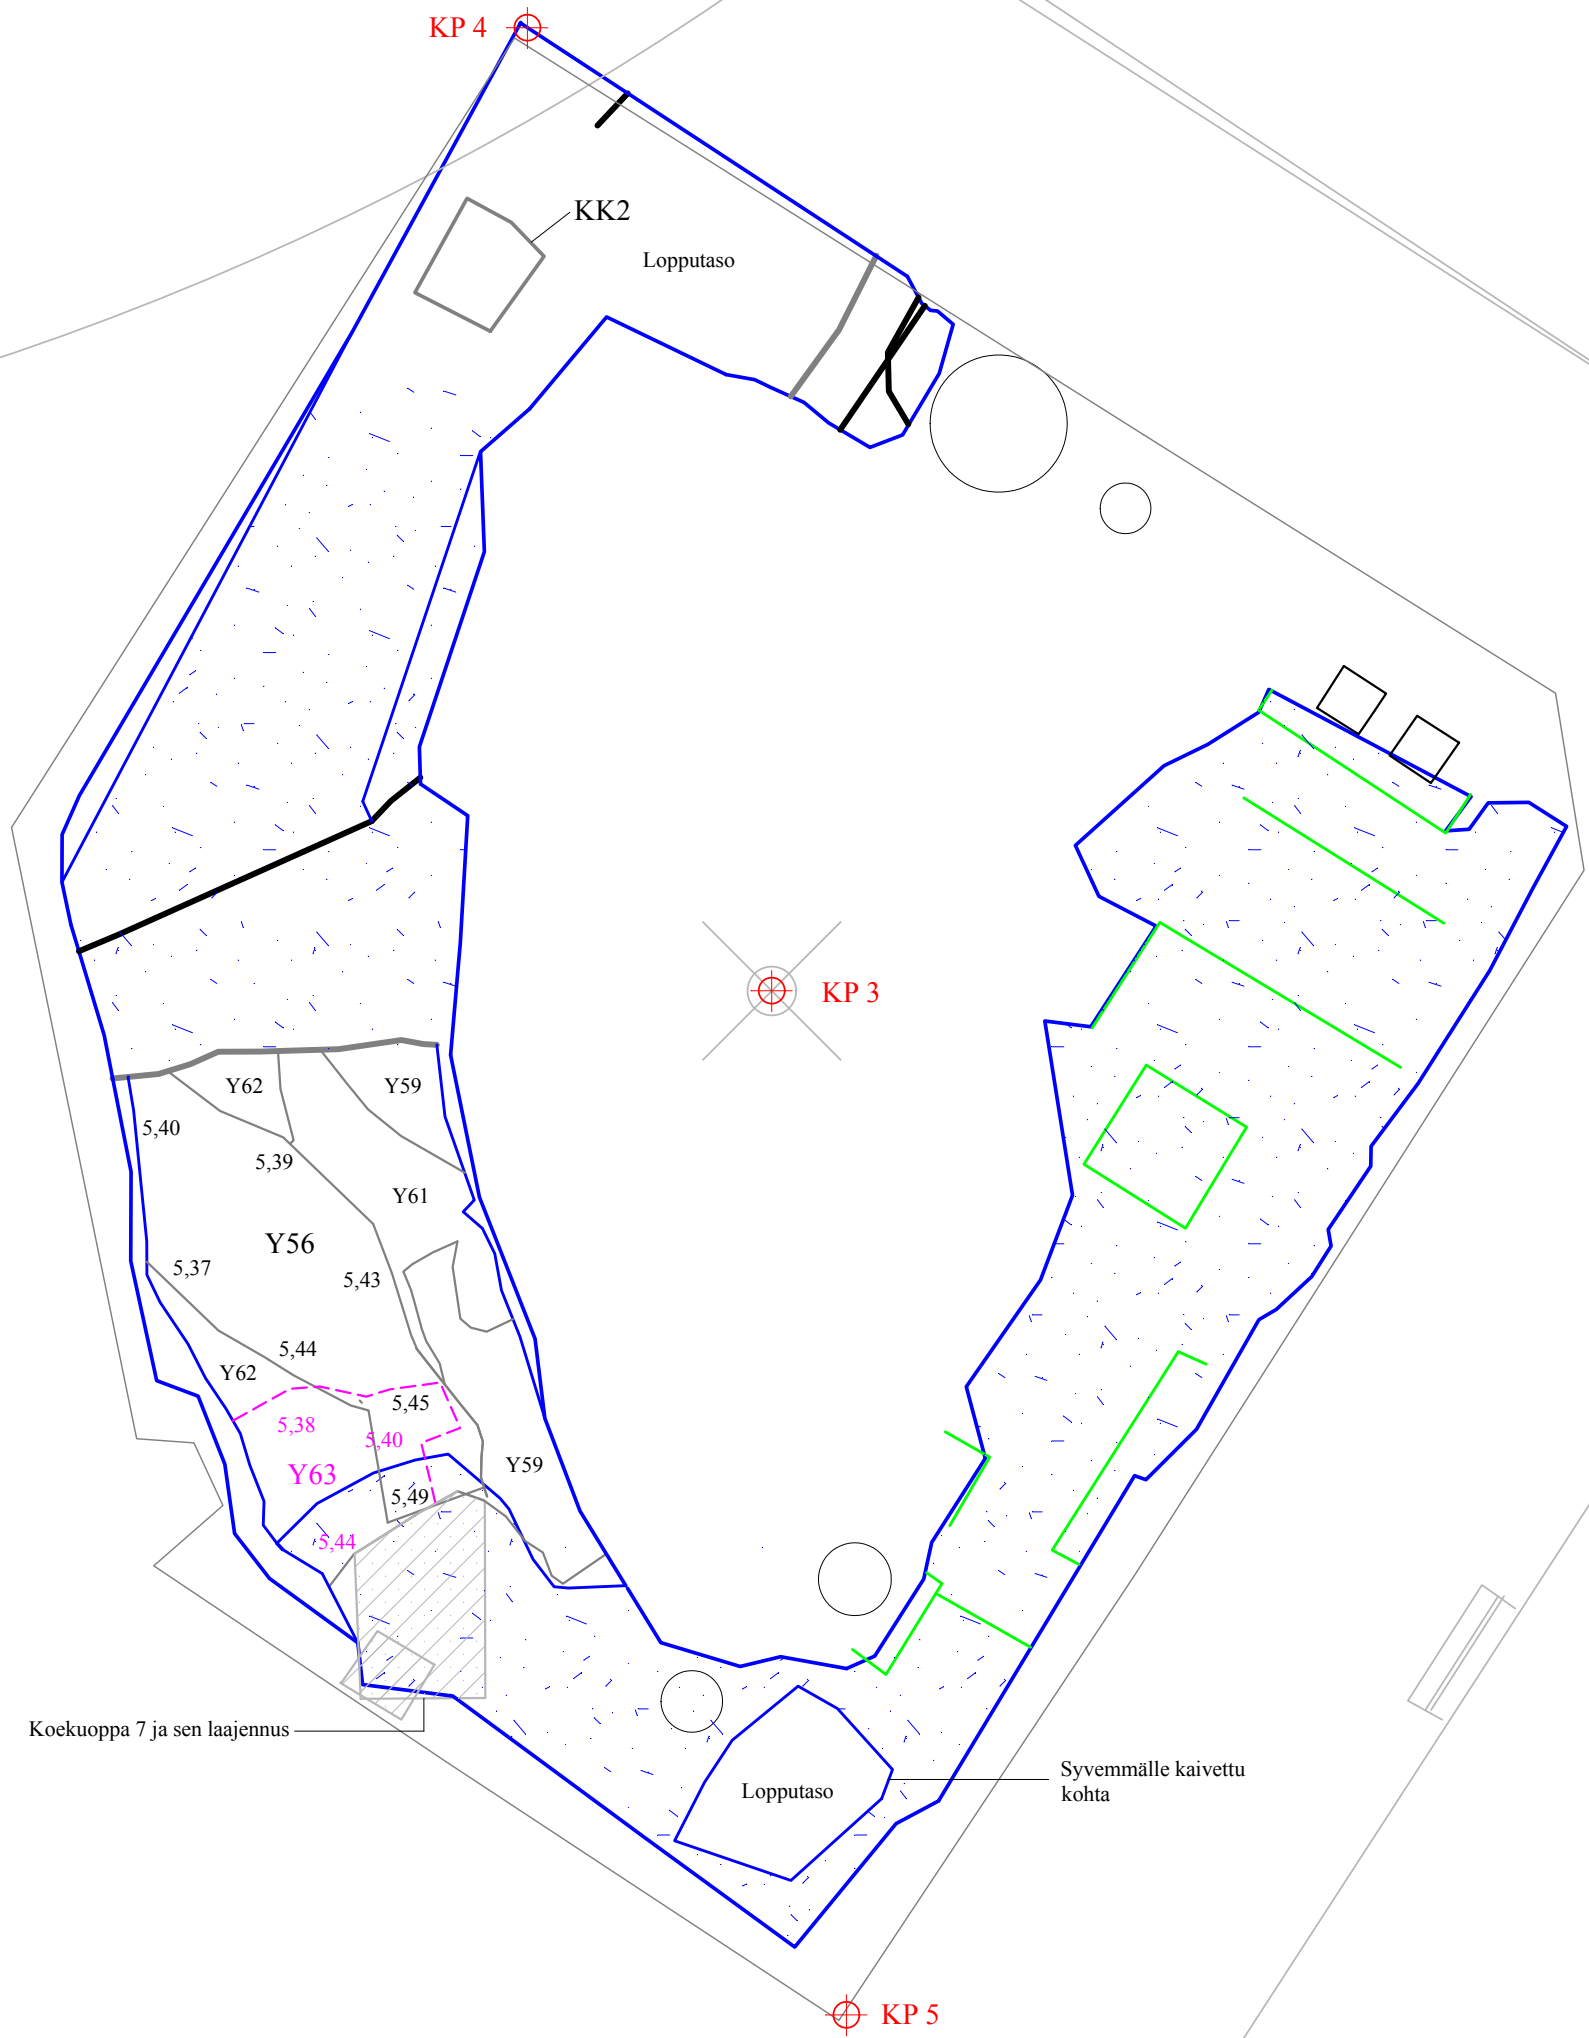 KP 4
KK2
Lopputaso
KP 3
Y62
Y59
5,40
5,39
Y61
Y56
5,37
5,43
5,44
Y62
5,45
5,38
5,40
Y63
Y59
5,49
5,44
Koekuoppa 7 ja sen laajennus
Syvemmälle kaivettu
kohta
Lopputaso
KP 5